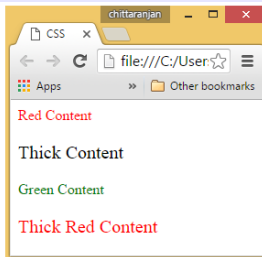 chittaranjan
CSS
file:///C:/User
Apps
» Other bookmarks
Red Content
Thick Content
Green Content
Thick Red Content